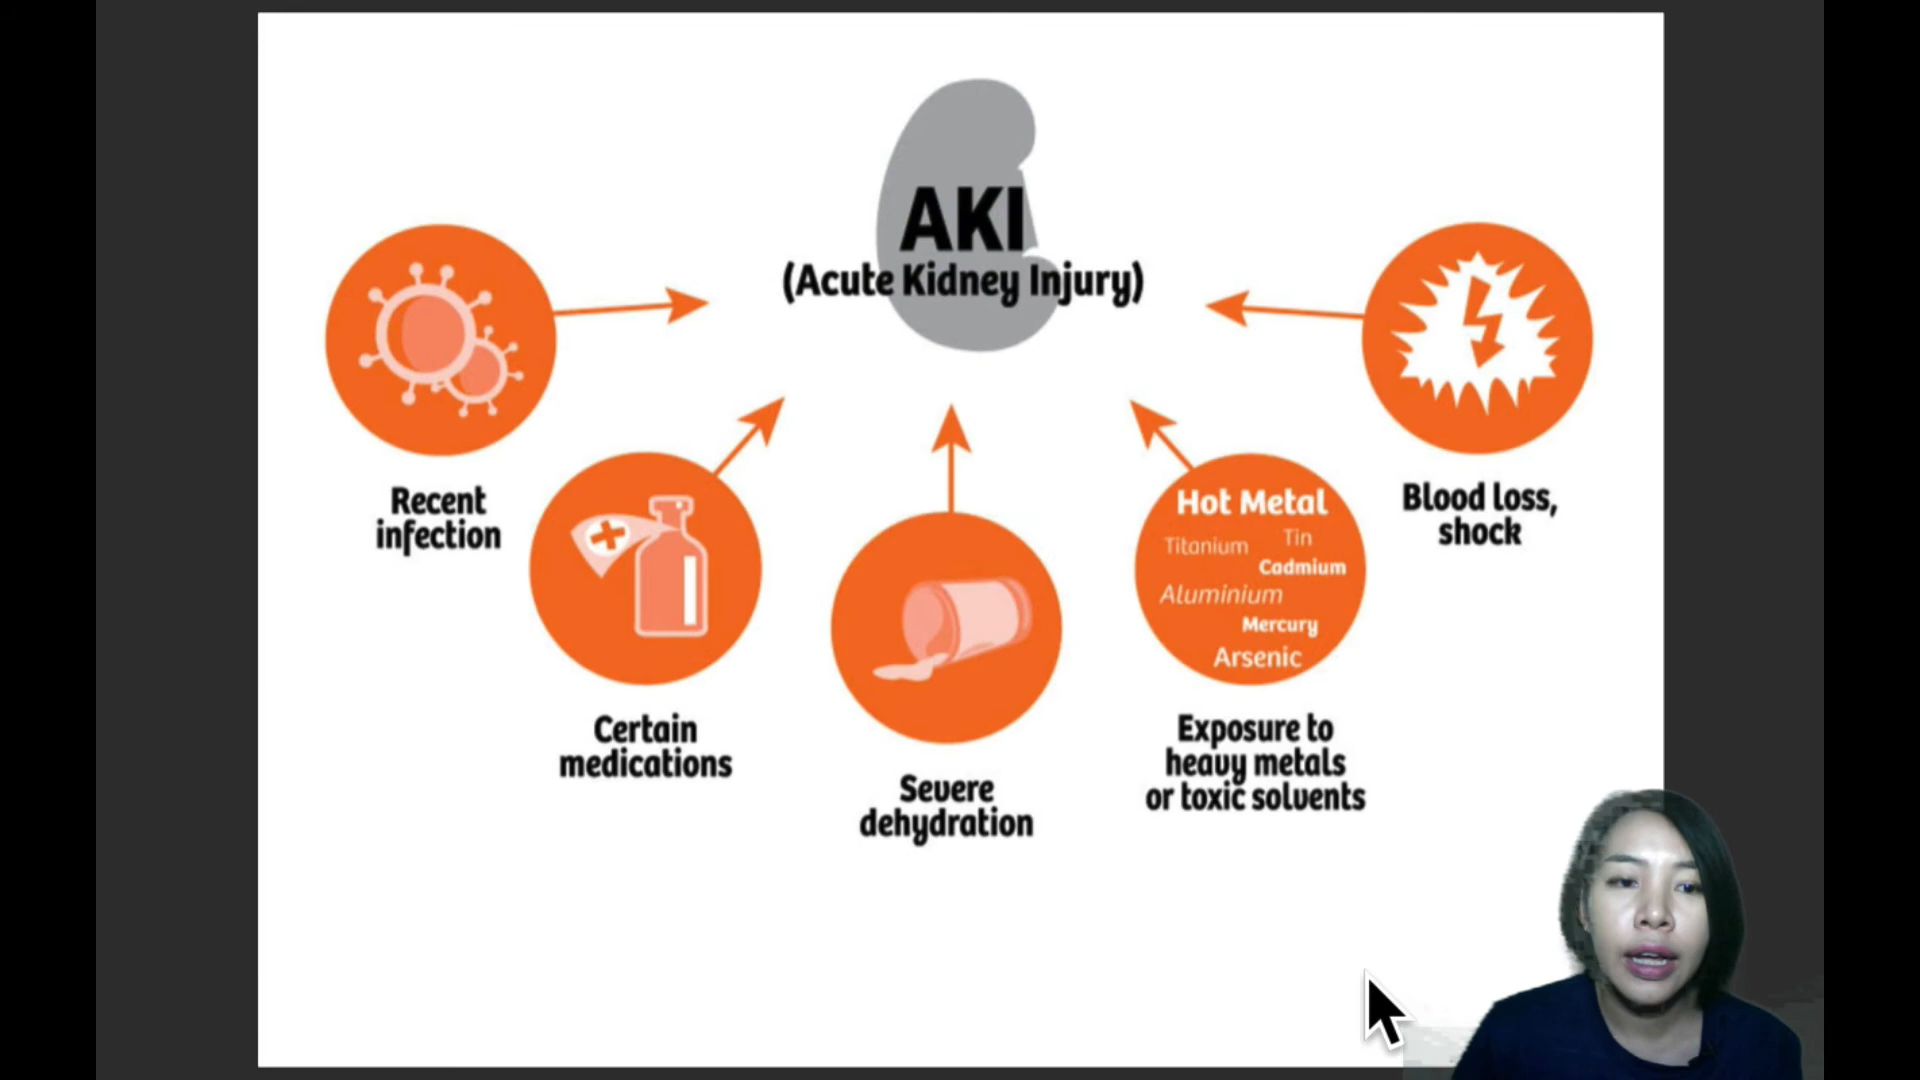 AKI
(Acute Kidney Injury)
Recent
infection
Certain
medications
Severe
dehydration
Hot Metal
Titanium
Tin
Cadmium
Aluminium
Mercury
Arsenic
Exposure to
heavy metals
or toxic solvents
Blood loss,
shock